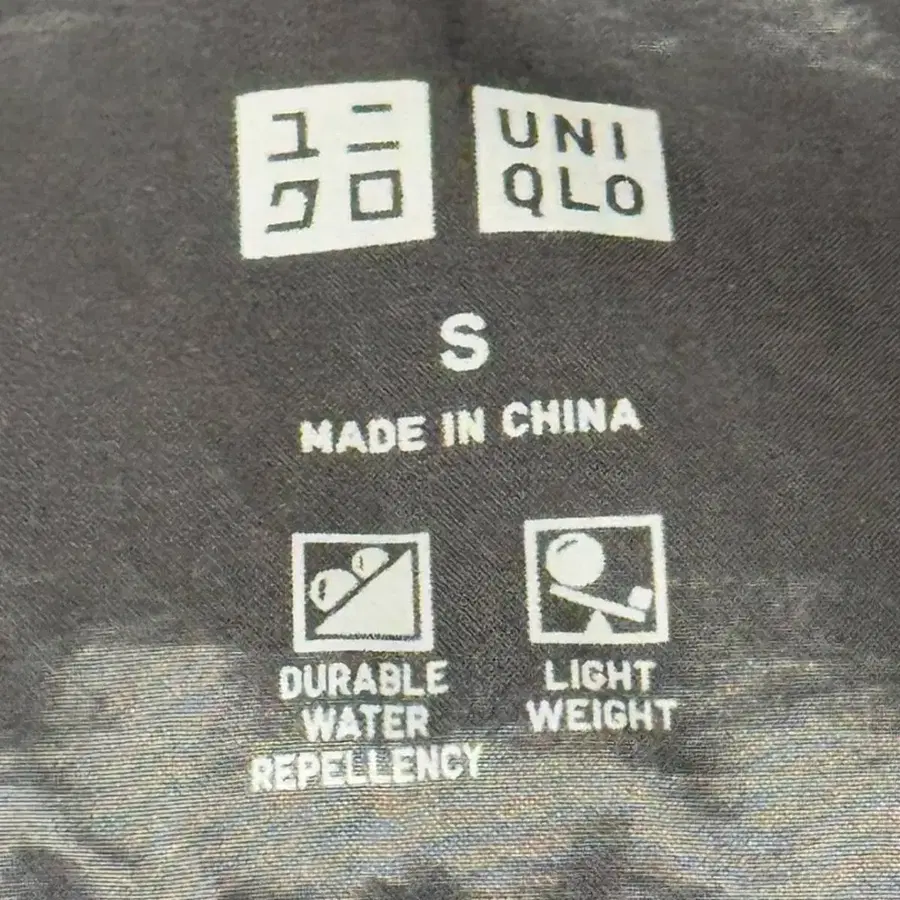 ユニ
クロ
UNI
QLO
S
MADE IN CHINA
DURABLE
WATER
REPELLENCY
LIGHT
WEIGHT